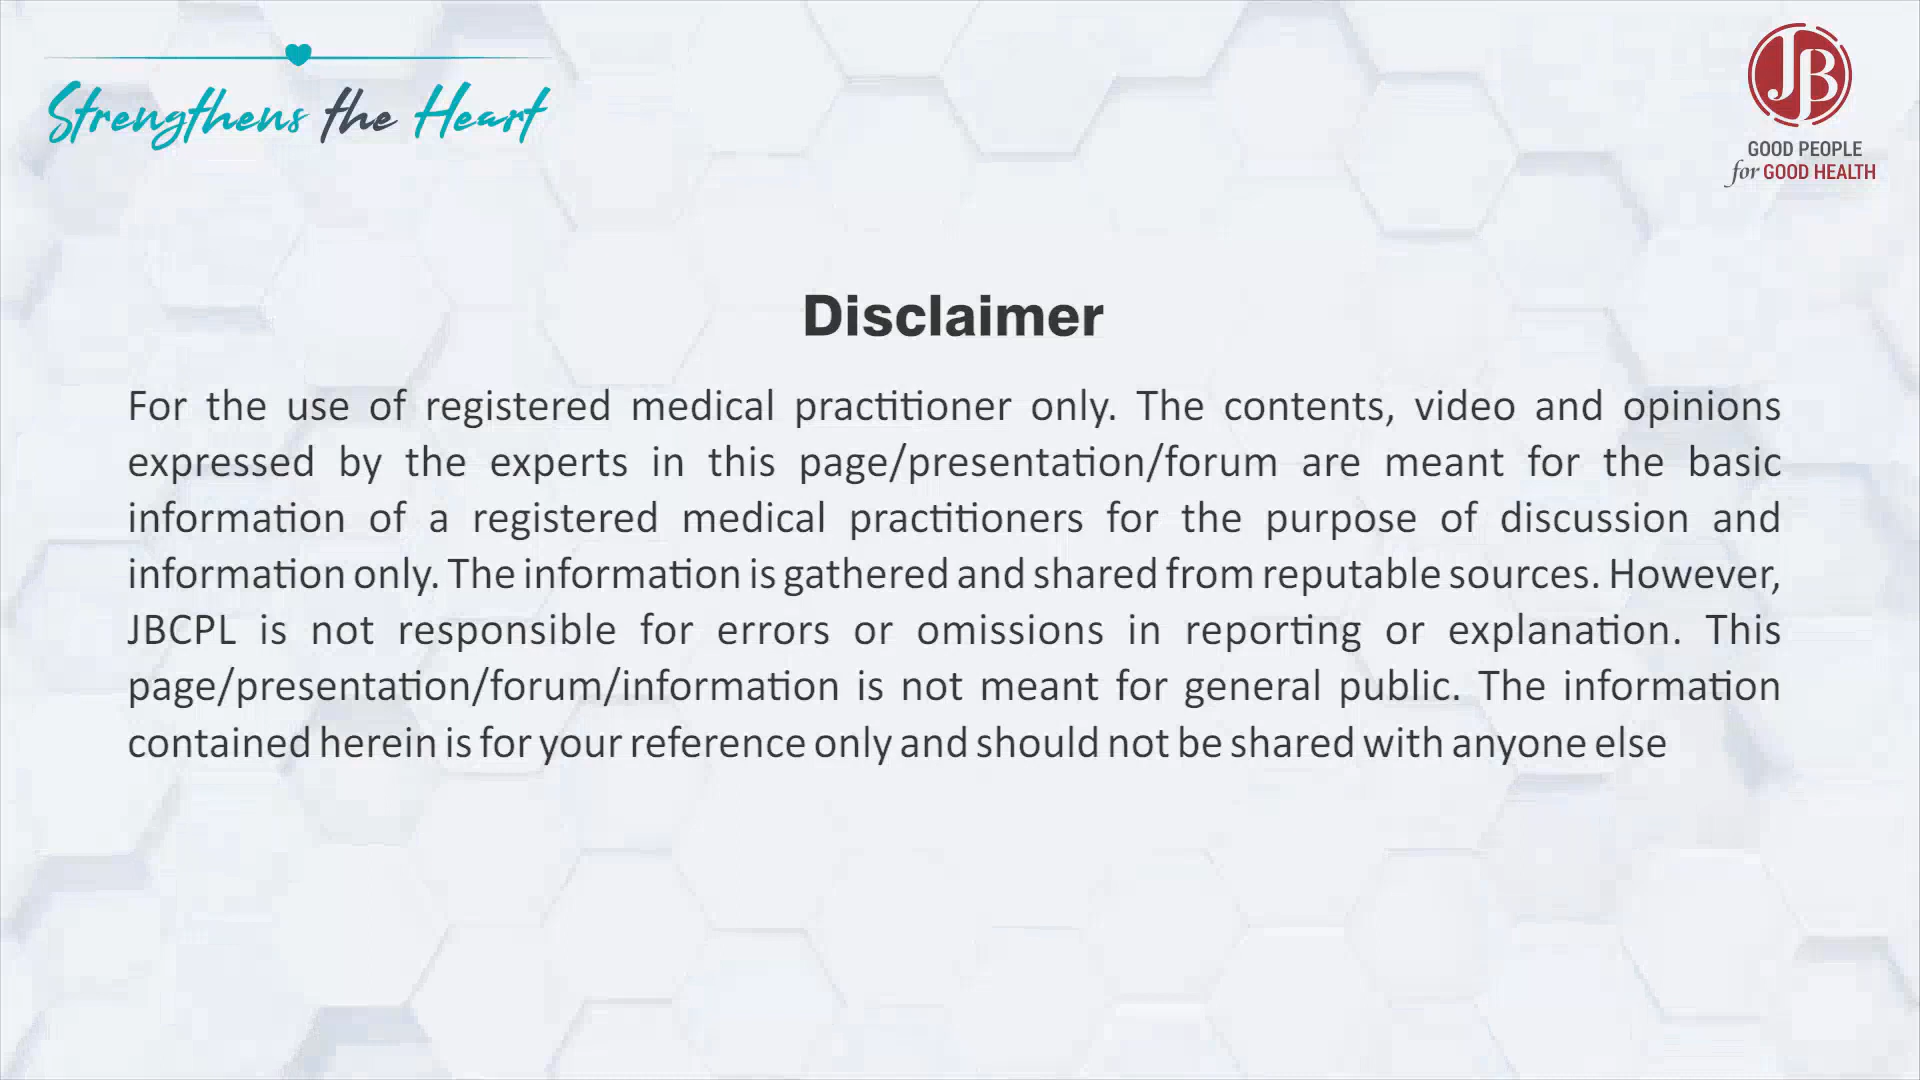 Strengthens the Heart
JB
GOOD PEOPLE
for GOOD HEALTH
Disclaimer
For the use of registered medical practitioner only. The contents, video and opinions
expressed by the experts in this page/presentation/forum are meant for the basic
information of a registered medical practitioners for the purpose of discussion and
information only. The information is gathered and shared from reputable sources. However,
JBCPL is not responsible for errors or omissions in reporting or explanation. This
page/presentation/forum/information is not meant for general public. The information
contained herein is for your reference only and should not be shared with anyone else